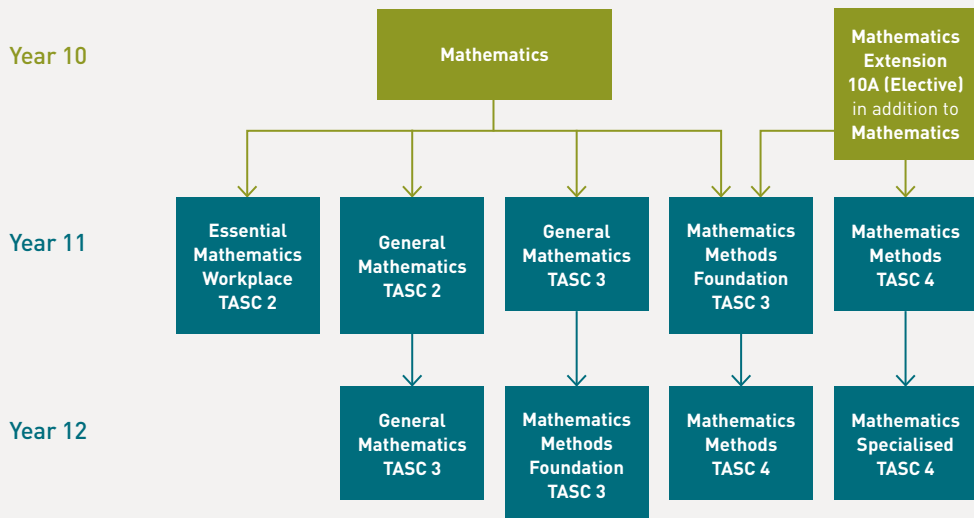 Year 10
Mathematics
Mathematics
Extension
10A (Elective)
in addition to
Mathematics
Year 11
Essential
Mathematics
Workplace
TASC 2
General
Mathematics
TASC 2
General
Mathematics
TASC 3
Mathematics
Methods
Foundation
TASC 3
Mathematics
Methods
TASC 4
Year 12
General
Mathematics
TASC 3
Mathematics
Methods
Foundation
TASC 3
Mathematics
Methods
TASC 4
Mathematics
Specialised
TASC 4